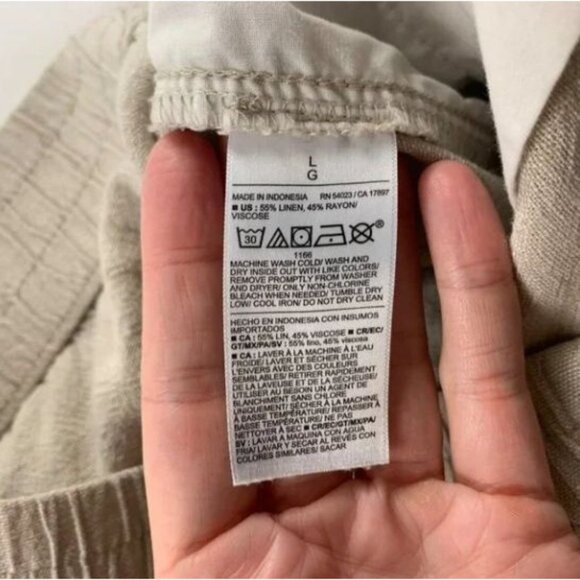 L
G
MADE IN INDONESIA RN 54023 / CA 17897
■ US : 55% LINEN, 45% RAYON/
VISCOSE
30
1166
MACHINE WASH COLD/ WASH AND
DRY INSIDE OUT WITH LIKE COLORS/
REMOVE PROMPTLY FROM WASHER
AND DRYER/ ONLY NON-CHLORINE
BLEACH WHEN NEEDED/ TUMBLE DRY
LOW/ COOL IRON/ DO NOT DRY CLEAN
HECHO EN INDONESIA CON INSUMOS
IMPORTADOS
■ CA : 55% LIN, 45% VISCOSE ■ CR/EC/
GT/MX/PA/SV : 55% lino, 45% viscosa
■ CA : LAVER À LA MACHINE À L'EAU
FROIDE/ LAVER ET SÉCHER SUR
L'ENVERS AVEC DES COULEURS
SEMBLABLES/ RETIRER RAPIDEMENT
DE LA LAVEUSE ET DE LA SÉCHEUSE/
UTILISER AU BESOIN UN AGENT DE
BLANCHIMENT SANS CHLORE
UNIQUEMENT/ SÉCHER À LA MACHINE
À BASSE TEMPÉRATURE/ REPASSER À
BASSE TEMPÉRATURE/ NE PAS
NETTOYER À SEC ■ CR/EC/GT/MX/PA/
SV : LAVAR A MAQUINA CON AGUA
FRIA/ LAVAR Y SECAR AL REVÉS CON
COLORES SIMILARES/ SECAR